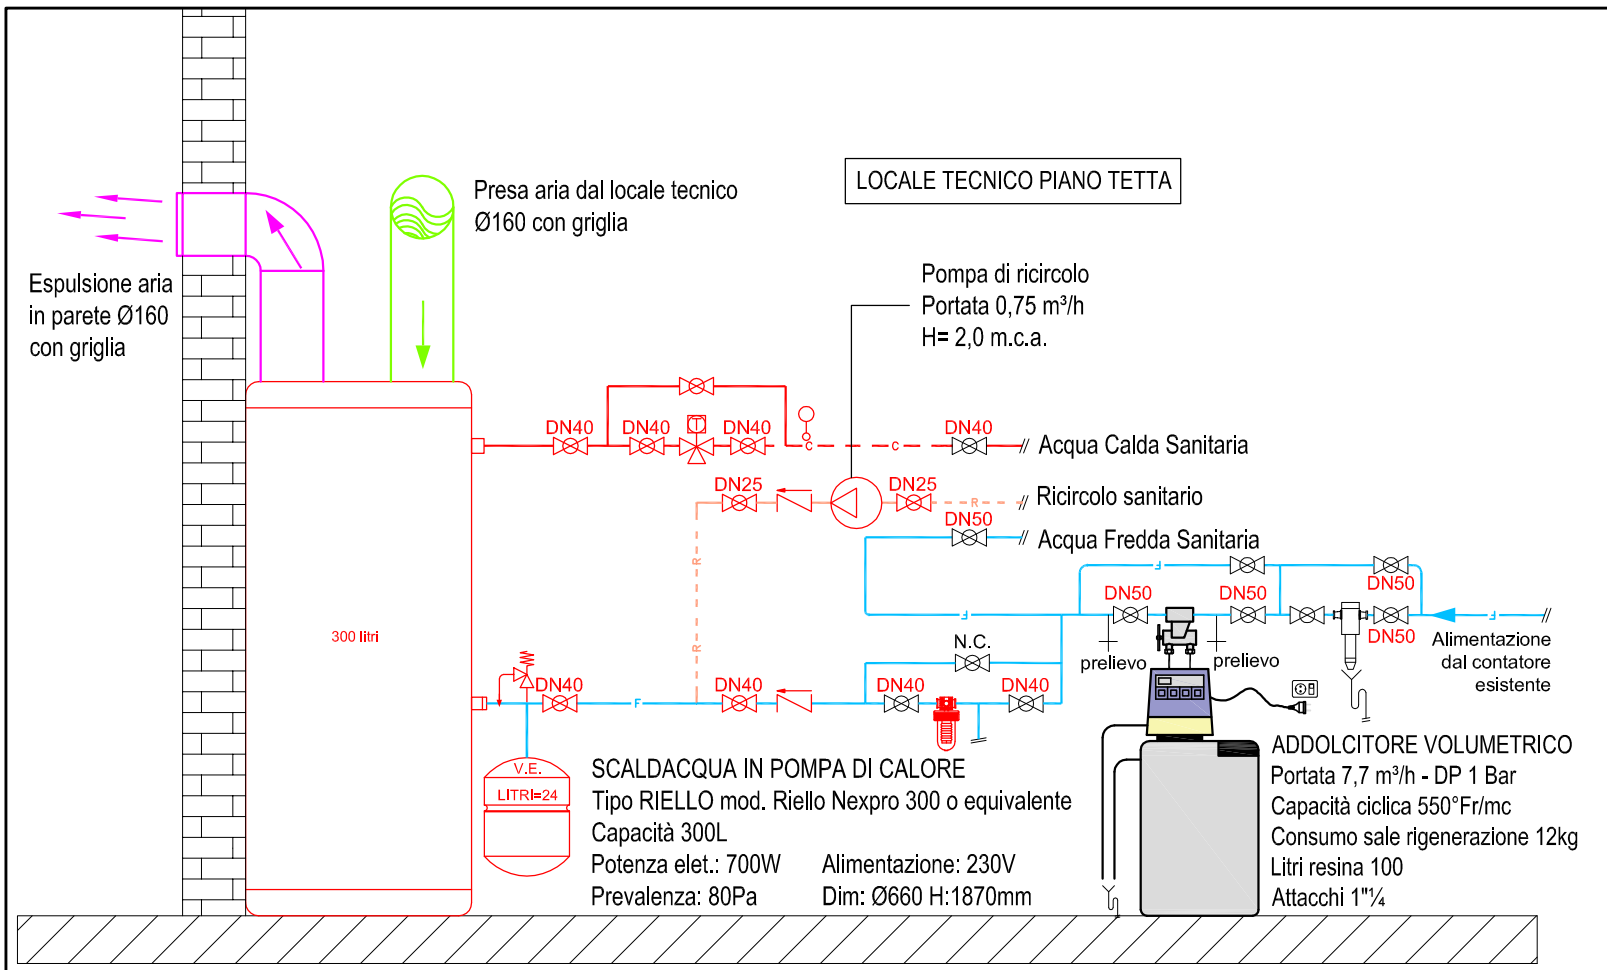 LOCALE TECNICO PIANO TETTA
Presa aria dal locale tecnico
Ø160 con griglia
Espulsione aria
in parete Ø160
con griglia
Pompa di ricircolo
Portata 0,75 m³/h
H= 2,0 m.c.a.
DN40
DN40
T
DN40
C
C
DN40
Acqua Calda Sanitaria
DN25
DN25
R
Ricircolo sanitario
DN50
Acqua Fredda Sanitaria
R
R
F
F
DN50
DN50
DN50
DN50
F
Alimentazione
dal contatore
esistente
prelievo
prelievo
N.C.
300 litri
DN40
F
DN40
DN40
DN40
V.E.
LITRI=24
SCALDACQUA IN POMPA DI CALORE
Tipo RIELLO mod. Riello Nexpro 300 o equivalente
Capacità 300L
Potenza elet.: 700W Alimentazione: 230V
Prevalenza: 80Pa Dim: Ø660 H:1870mm
ADDOLCITORE VOLUMETRICO
Portata 7,7 m³/h - DP 1 Bar
Capacità ciclica 550°Fr/mc
Consumo sale rigenerazione 12kg
Litri resina 100
Attacchi 1"¼